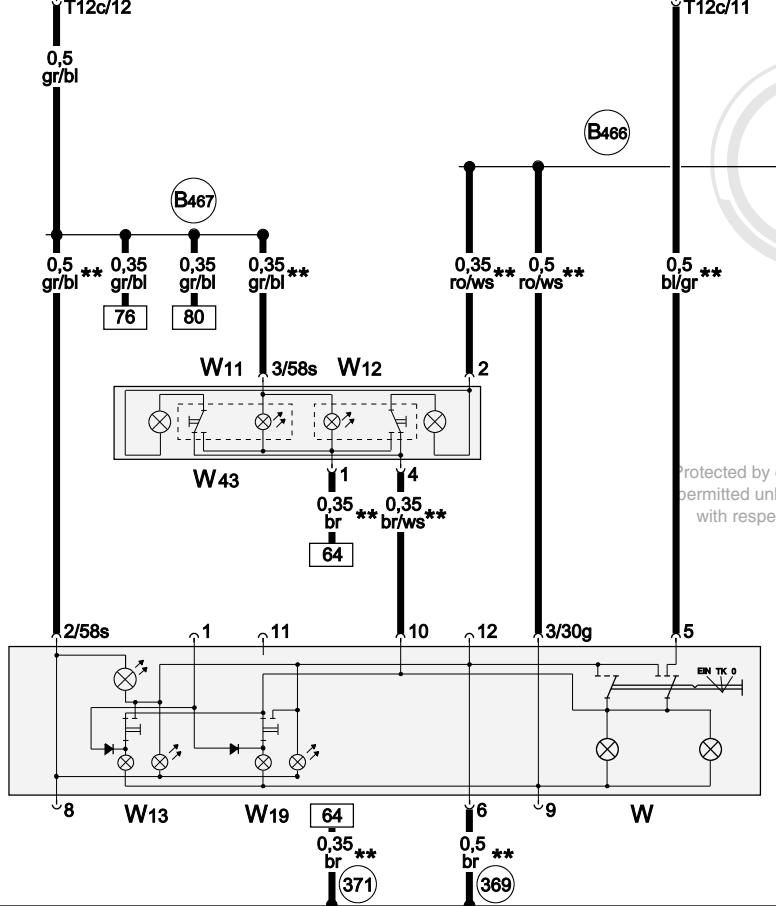 T12c/12
T12c/11
0,5
gr/bl
B466
B467
0,5
gr/bl **
0,35
gr/bl
0,35
gr/bl
0,35
gr/bl **
0,35
ro/ws **
0,5
ro/ws **
0,5
bl/gr **
76
80
W11
3/58s
W12
2
W43
1
4
0,35
br **
0,35
br/ws **
64
Protected by
permitted
with
2/58s
1
11
10
12
3/30g
5
EIN TK 0
8
W13
W19
64
6
9
W
0,35
br **
0,5
br **
371
369